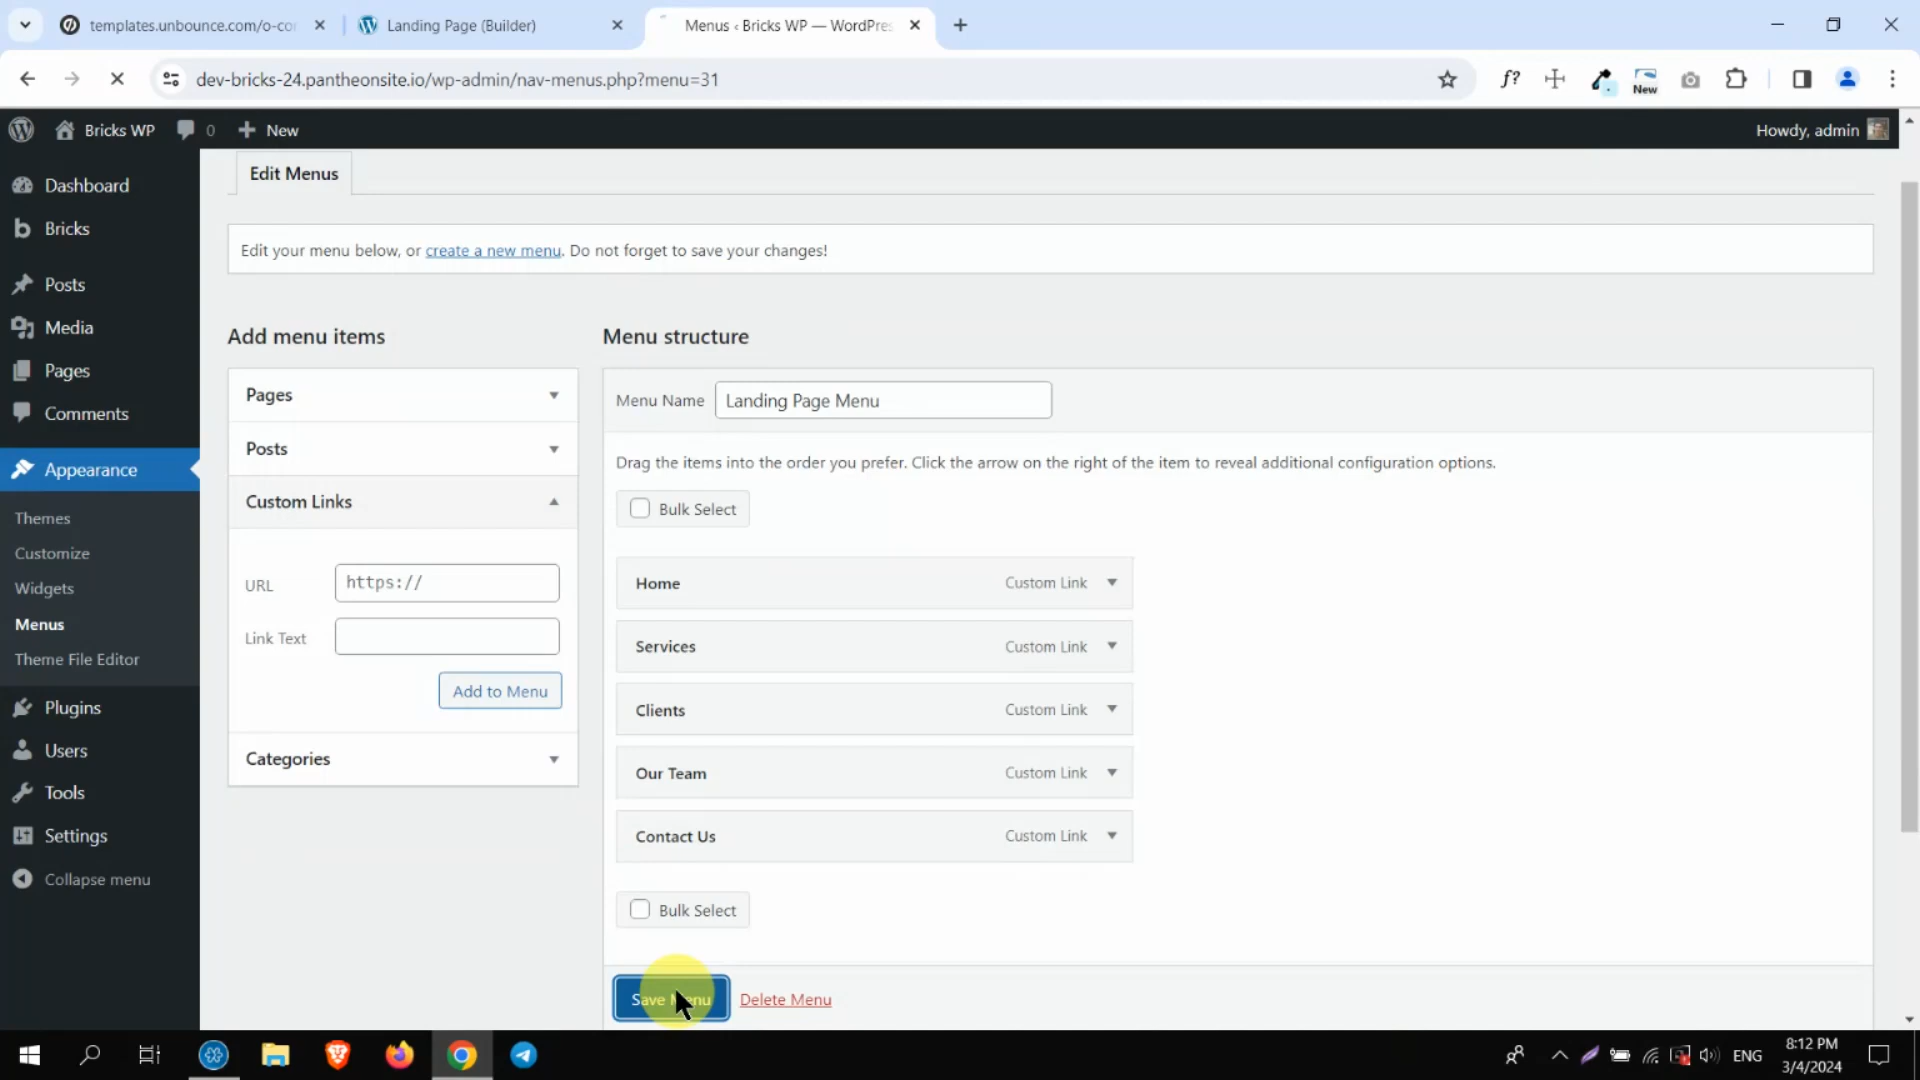 templates.unbounce.com/o-co
Landing Page (Builder)
Menus ‹ Bricks WP — WordPres
dev-bricks-24.pantheonsite.io/wp-admin/nav-menus.php?menu=31
f?
New
Bricks WP
0
New
Howdy, admin
Dashboard
Bricks
Posts
Media
Pages
Comments
Appearance
Themes
Customize
Widgets
Menus
Theme File Editor
Plugins
Users
Tools
Settings
Collapse menu
Edit Menus
Edit your menu below, or create a new menu. Do not forget to save your changes!
Add menu items
Pages
Posts
Custom Links
URL https://
Link Text
Add to Menu
Categories
Menu structure
Menu Name Landing Page Menu
Drag the items into the order you prefer. Click the arrow on the right of the item to reveal additional configuration options.
Bulk Select
Home Custom Link
Services Custom Link
Clients Custom Link
Our Team Custom Link
Contact Us Custom Link
Bulk Select
Save Menu Delete Menu
ENG
8:12 PM
3/4/2024